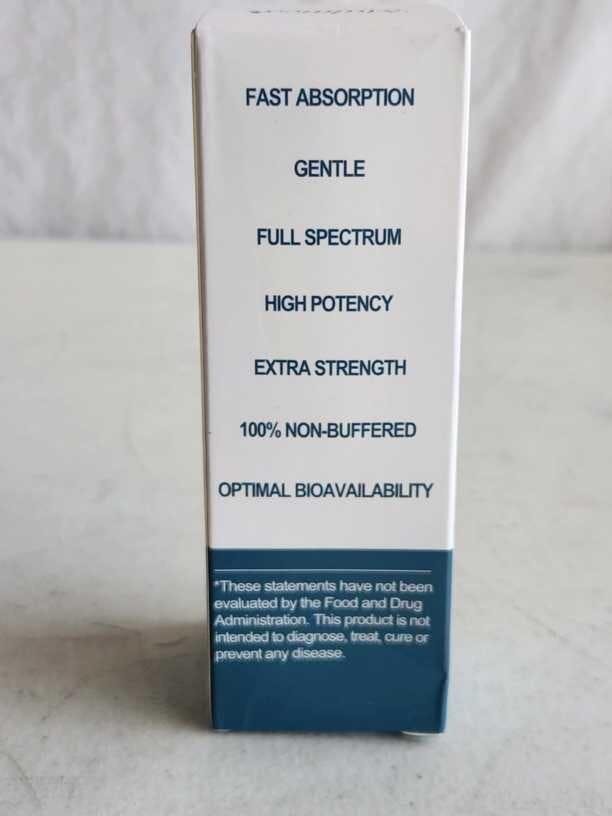 FAST ABSORPTION
GENTLE
FULL SPECTRUM
HIGH POTENCY
EXTRA STRENGTH
100% NON-BUFFERED
OPTIMAL BIOAVAILABILITY
*These statements have not been
evaluated by the Food and Drug
Administration. This product is not
intended to diagnose, treat, cure or
prevent any disease.